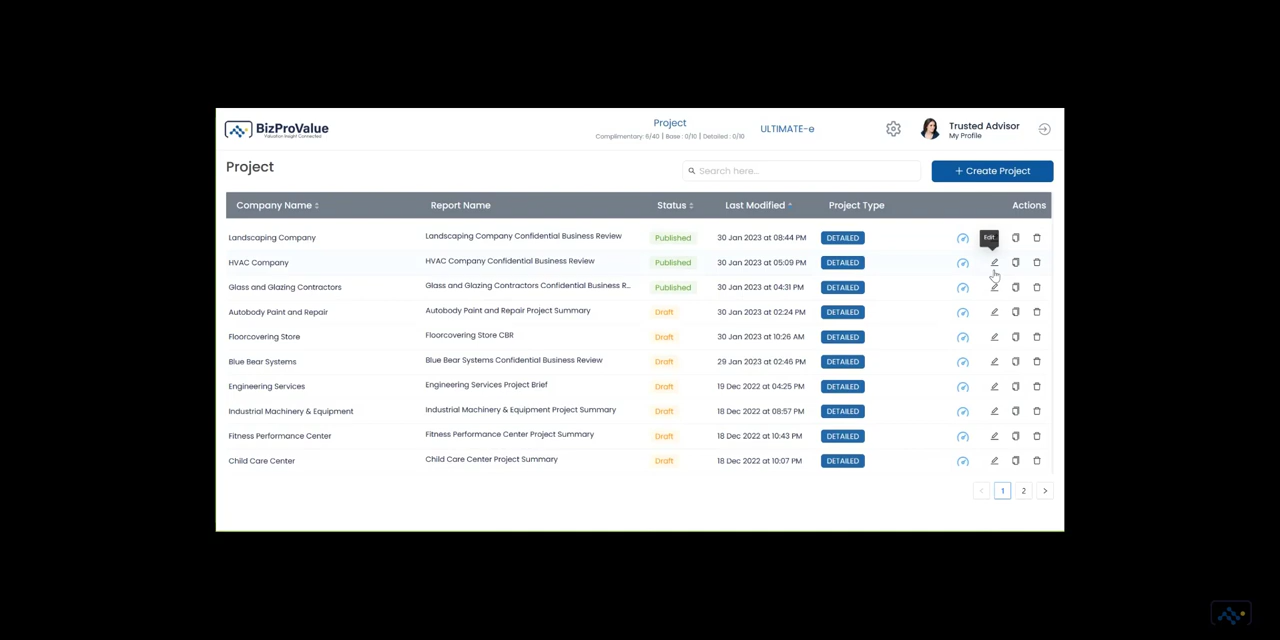 BizProValue
Valuation Insight Connected
Project
Complimentary: 6/40 | Base : 0/10 | Detailed : 0/10
ULTIMATE-e
Trusted Advisor
My Profile
Project
Search here...
+ Create Project
Company Name Report Name Status Last Modified Project Type Actions
Landscaping Company Landscaping Company Confidential Business Review Published 30 Jan 2023 at 08:44 PM DETAILED Edit
HVAC Company HVAC Company Confidential Business Review Published 30 Jan 2023 at 05:09 PM DETAILED
Glass and Glazing Contractors Glass and Glazing Contractors Confidential Business R... Published 30 Jan 2023 at 04:31 PM DETAILED
Autobody Paint and Repair Autobody Paint and Repair Project Summary Draft 30 Jan 2023 at 02:24 PM DETAILED
Floorcovering Store Floorcovering Store CBR Draft 30 Jan 2023 at 10:26 AM DETAILED
Blue Bear Systems Blue Bear Systems Confidential Business Review Draft 29 Jan 2023 at 02:46 PM DETAILED
Engineering Services Engineering Services Project Brief Draft 19 Dec 2022 at 04:25 PM DETAILED
Industrial Machinery & Equipment Industrial Machinery & Equipment Project Summary Draft 18 Dec 2022 at 08:57 PM DETAILED
Fitness Performance Center Fitness Performance Center Project Summary Draft 18 Dec 2022 at 10:43 PM DETAILED
Child Care Center Child Care Center Project Summary Draft 18 Dec 2022 at 10:07 PM DETAILED
< 1 2 >